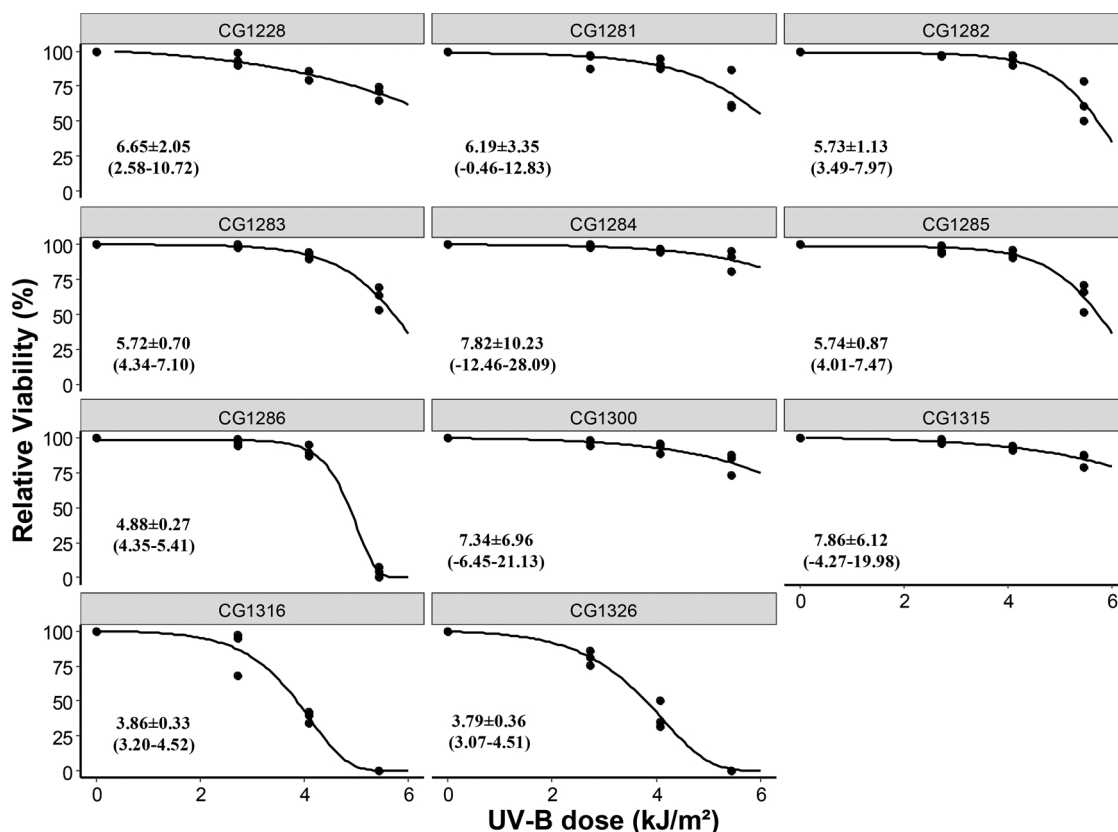 CG1228
CG1281
CG1282
100
75
50
25
0
6.65±2.05
(2.58-10.72)
6.19±3.35
(-0.46-12.83)
5.73±1.13
(3.49-7.97)
CG1283
CG1284
CG1285
100
75
50
25
0
5.72±0.70
(4.34-7.10)
7.82±10.23
(-12.46-28.09)
5.74±0.87
(4.01-7.47)
Relative Viability (%)
CG1286
CG1300
CG1315
100
75
50
25
0
4.88±0.27
(4.35-5.41)
7.34±6.96
(-6.45-21.13)
7.86±6.12
(-4.27-19.98)
0 2 4 6
CG1316
CG1326
100
75
50
25
0
3.86±0.33
(3.20-4.52)
3.79±0.36
(3.07-4.51)
0 2 4 6
0 2 4 6
UV-B dose (kJ/m²)